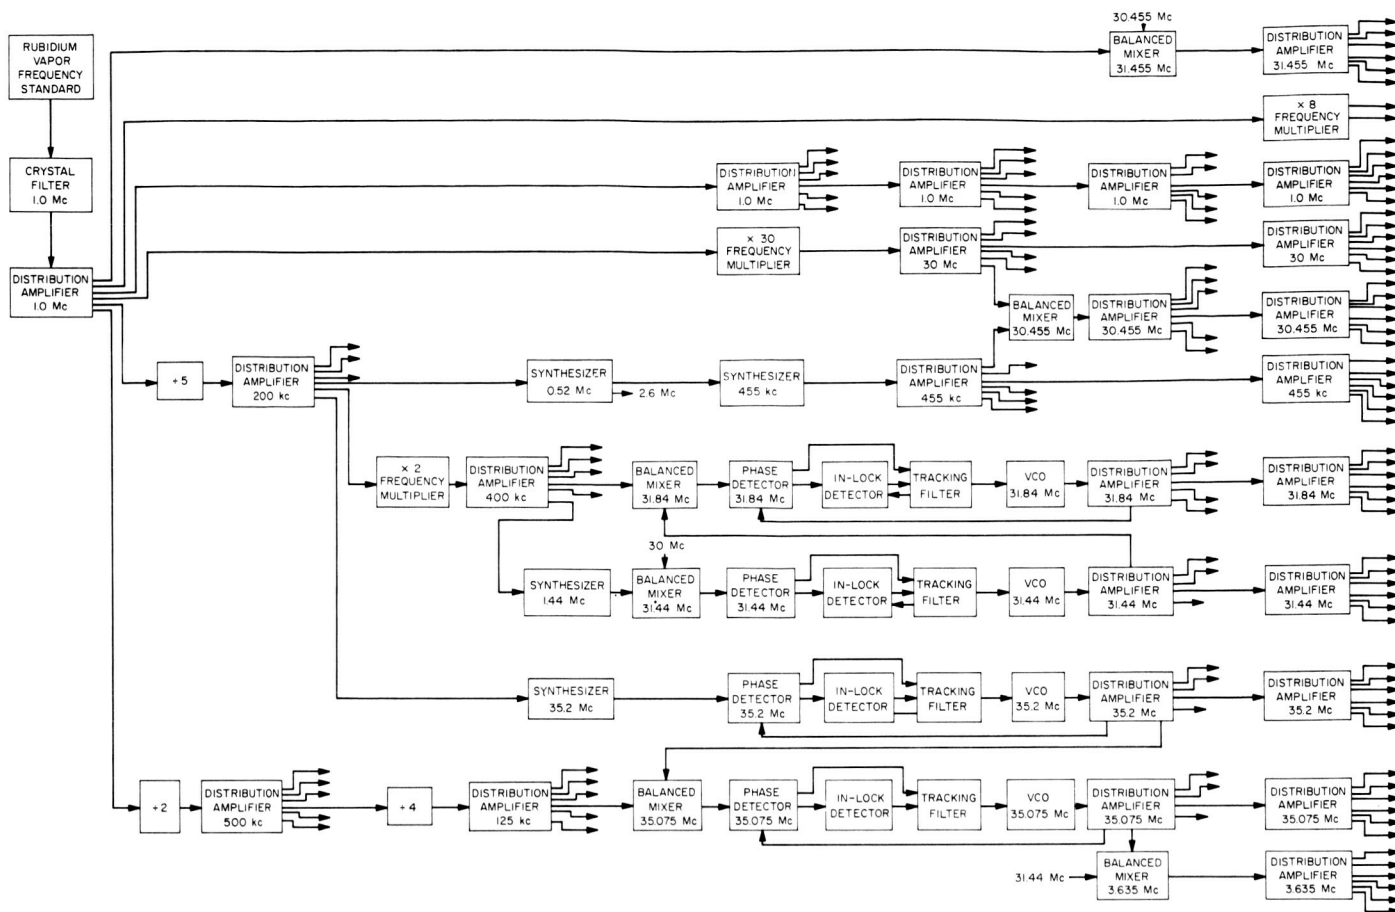 30.455 Mc
RUBIDIUM
VAPOR
FREQUENCY
STANDARD
BALANCED
MIXER
31.455 Mc
DISTRIBUTION
AMPLIFIER
31.455 Mc
× 8
FREQUENCY
MULTIPLIER
CRYSTAL
FILTER
1.0 Mc
DISTRIBUTION
AMPLIFIER
1.0 Mc
DISTRIBUTION
AMPLIFIER
1.0 Mc
DISTRIBUTION
AMPLIFIER
1.0 Mc
DISTRIBUTION
AMPLIFIER
1.0 Mc
DISTRIBUTION
AMPLIFIER
1.0 Mc
× 30
FREQUENCY
MULTIPLIER
DISTRIBUTION
AMPLIFIER
30 Mc
DISTRIBUTION
AMPLIFIER
30 Mc
BALANCED
MIXER
30.455 Mc
DISTRIBUTION
AMPLIFIER
30.455 Mc
DISTRIBUTION
AMPLIFIER
30.455 Mc
÷5
DISTRIBUTION
AMPLIFIER
200 kc
SYNTHESIZER
0.52 Mc
2.6 Mc
SYNTHESIZER
455 kc
DISTRIBUTION
AMPLIFIER
455 kc
DISTRIBUTION
AMPLFIER
455 kc
× 2
FREQUENCY
MULTIPLIER
DISTRIBUTION
AMPLIFIER
400 kc
BALANCED
MIXER
31.84 Mc
PHASE
DETECTOR
31.84 Mc
IN-LOCK
DETECTOR
TRACKING
FILTER
VCO
31.84 Mc
DISTRIBUTION
AMPLIFIER
31.84 Mc
DISTRIBUTION
AMPLIFIER
31.84 Mc
30 Mc
SYNTHESIZER
1.44 Mc
BALANCED
MIXER
31.44 Mc
PHASE
DETECTOR
31.44 Mc
IN-LOCK
DETECTOR
TRACKING
FILTER
VCO
31.44 Mc
DISTRIBUTION
AMPLIFIER
31.44 Mc
DISTRIBUTION
AMPLIFIER
31.44 Mc
SYNTHESIZER
35.2 Mc
PHASE
DETECTOR
35.2 Mc
IN-LOCK
DETECTOR
TRACKING
FILTER
VCO
35.2 Mc
DISTRIBUTION
AMPLIFIER
35.2 Mc
DISTRIBUTION
AMPLIFIER
35.2 Mc
÷2
DISTRIBUTION
AMPLIFIER
500 kc
÷4
DISTRIBUTION
AMPLIFIER
125 kc
BALANCED
MIXER
35.075 Mc
PHASE
DETECTOR
35.075 Mc
IN-LOCK
DETECTOR
TRACKING
FILTER
VCO
35.075 Mc
DISTRIBUTION
AMPLIFIER
35.075 Mc
DISTRIBUTION
AMPLIFIER
35.075 Mc
31.44 Mc
BALANCED
MIXER
3.635 Mc
DISTRIBUTION
AMPLIFIER
3.635 Mc